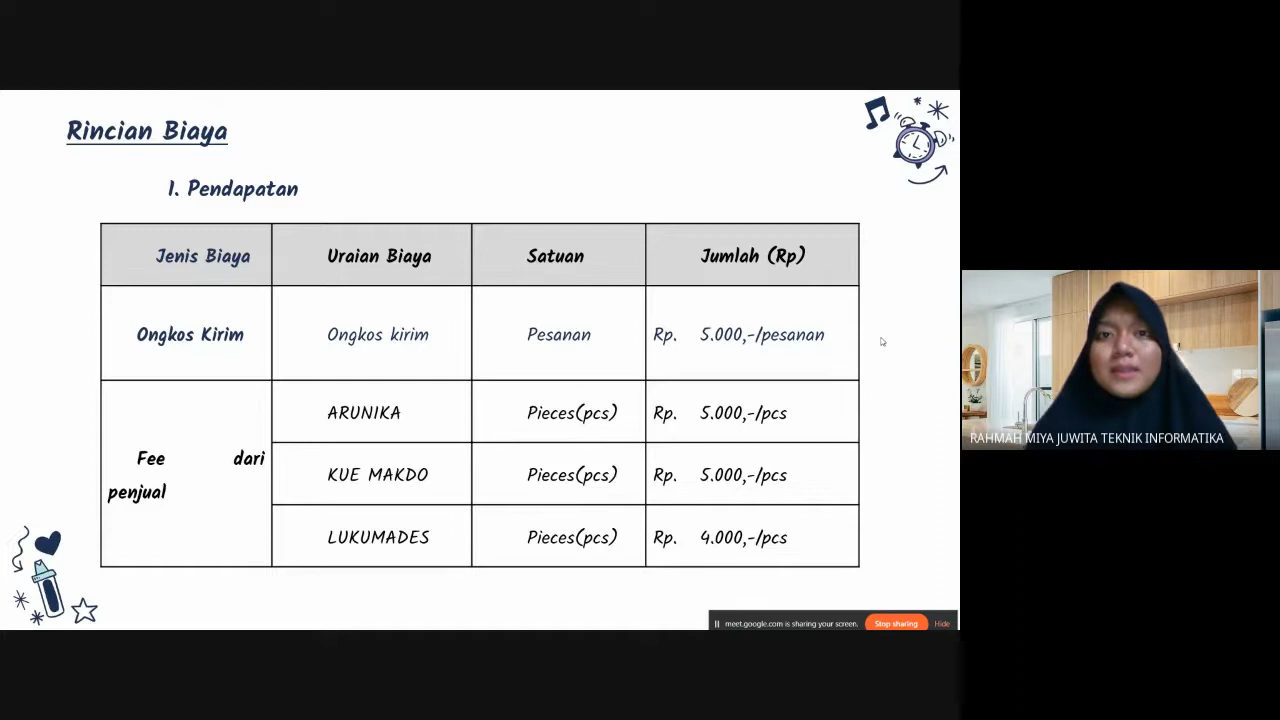 Rincian Biaya
1. Pendapatan
Jenis Biaya Uraian Biaya Satuan Jumlah (Rp)
Ongkos Kirim Ongkos kirim Pesanan Rp. 5.000,-/pesanan
ARUNIKA Pieces(pcs) Rp. 5.000,-/pcs
Fee dari
penjual
KUE MAKDO Pieces(pcs) Rp. 5.000,-/pcs
LUKUMADES Pieces(pcs) Rp. 4.000,-/pcs
meet.google.com is sharing your screen. Stop sharing Hide
RAHMAH MIYA JUWITA TEKNIK INFORMATIKA